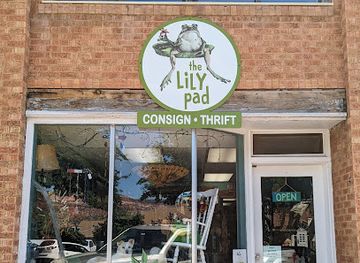 the
LiLY
pad
CONSIGN • THRIFT
OPEN